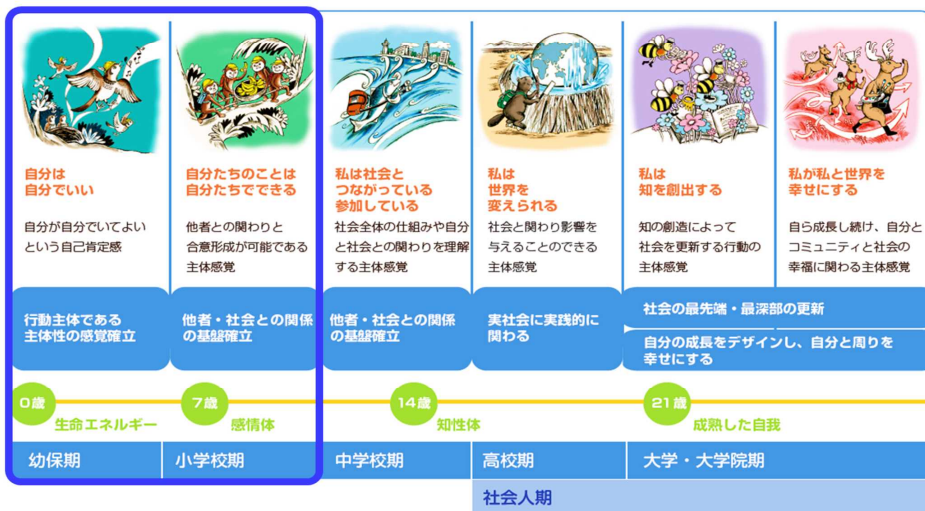 自分は
自分でいい
自分が自分でいてよい
という自己肯定感
自分たちのことは
自分たちでできる
他者との関わりと
合意形成が可能である
主体感覚
私は社会と
つながっている
参加している
社会全体の仕組みや自分
と社会との関わりを理解
する主体感覚
私は
世界を
変えられる
社会と関わり影響を
与えることのできる
主体感覚
私は
知を創出する
知の創造によって
社会を更新する行動の
主体感覚
私が私と世界を
幸せにする
自ら成長し続け、自分と
コミュニティと社会の
幸福に関わる主体感覚
行動主体である
主体性の感覚確立
他者・社会との関係
の基盤確立
他者・社会との関係
の基盤確立
実社会に実践的に
関わる
社会の最先端・最深部の更新
自分の成長をデザインし、自分と周りを
幸せにする
0歳
生命エネルギー
7歳
感情体
14歳
知性体
21歳
成熟した自我
幼保期
小学校期
中学校期
高校期
大学・大学院期
社会人期